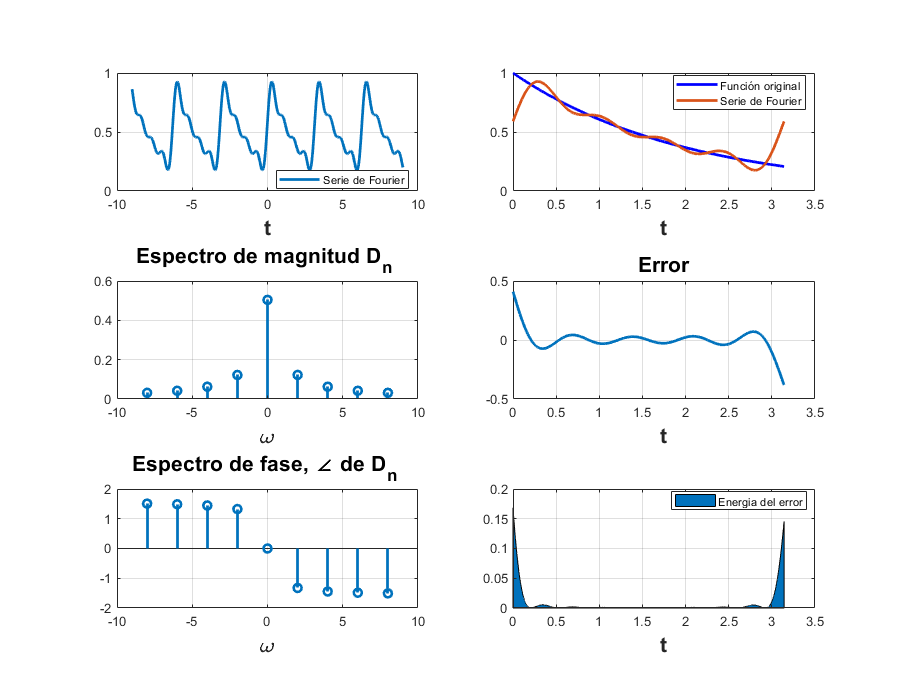 1
0.5
0
-10 -5 0 5 10
Serie de Fourier
t
1
0.5
0
0 0.5 1 1.5 2 2.5 3 3.5
Función original
Serie de Fourier
t
Espectro de magnitud Dn
0.6
0.4
0.2
0
-10 -5 0 5 10
ω
Error
0.5
0
-0.5
0 0.5 1 1.5 2 2.5 3 3.5
t
Espectro de fase, ∠ de Dn
2
1
0
-1
-2
-10 -5 0 5 10
ω
0.2
0.15
0.1
0.05
0
0 0.5 1 1.5 2 2.5 3 3.5
Energia del error
t